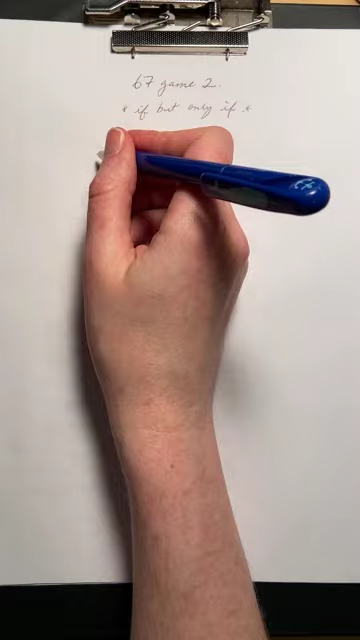 67 game 2.
* if but only if *